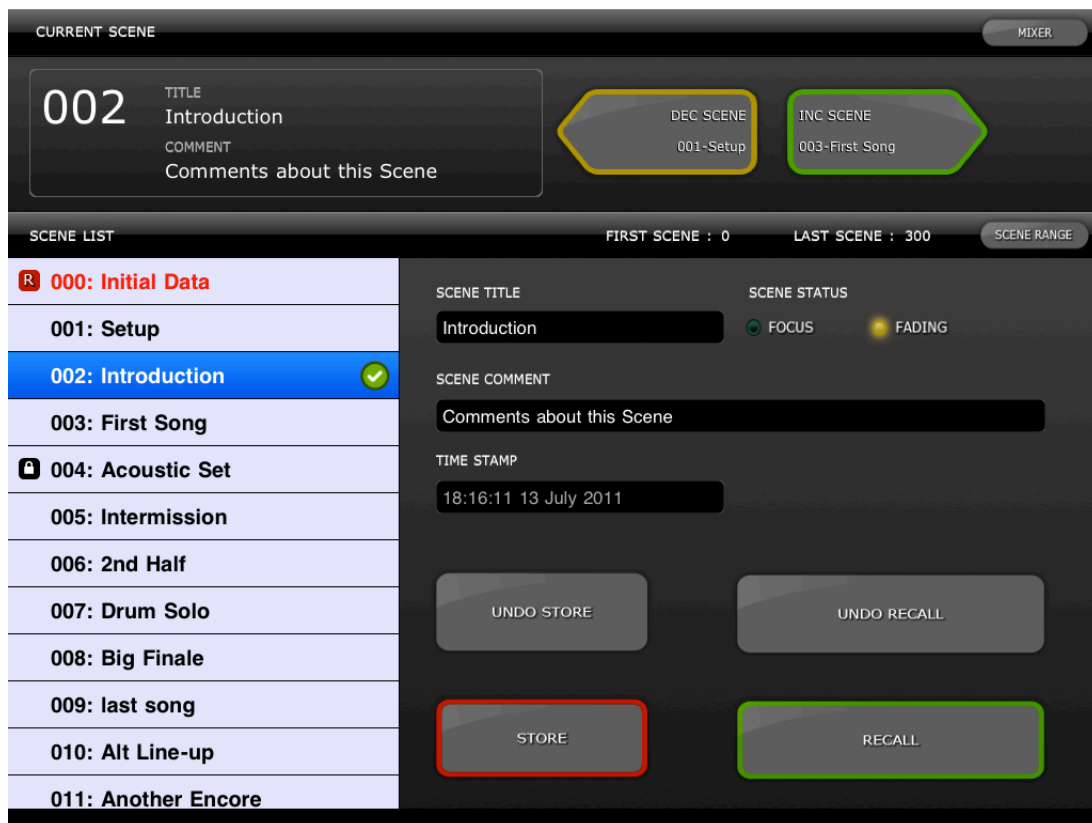 CURRENT SCENE
MIXER
002
TITLE
Introduction
COMMENT
Comments about this Scene
DEC SCENE
001-Setup
INC SCENE
003-First Song
SCENE LIST
FIRST SCENE : 0
LAST SCENE : 300
SCENE RANGE
R 000: Initial Data
001: Setup
002: Introduction
003: First Song
004: Acoustic Set
005: Intermission
006: 2nd Half
007: Drum Solo
008: Big Finale
009: last song
010: Alt Line-up
011: Another Encore
SCENE TITLE
Introduction
SCENE STATUS
FOCUS
FADING
SCENE COMMENT
Comments about this Scene
TIME STAMP
18:16:11 13 July 2011
UNDO STORE
UNDO RECALL
STORE
RECALL